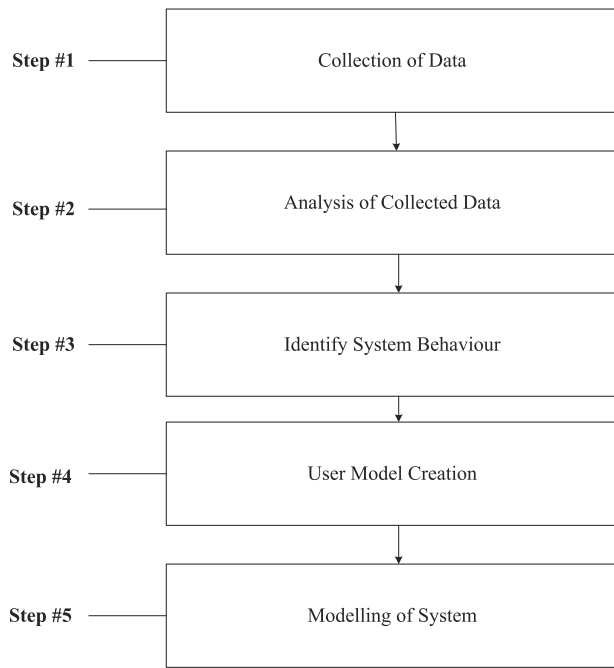 Step #1
Collection of Data
Step #2
Analysis of Collected Data
Step #3
Identify System Behaviour
Step #4
User Model Creation
Step #5
Modelling of System